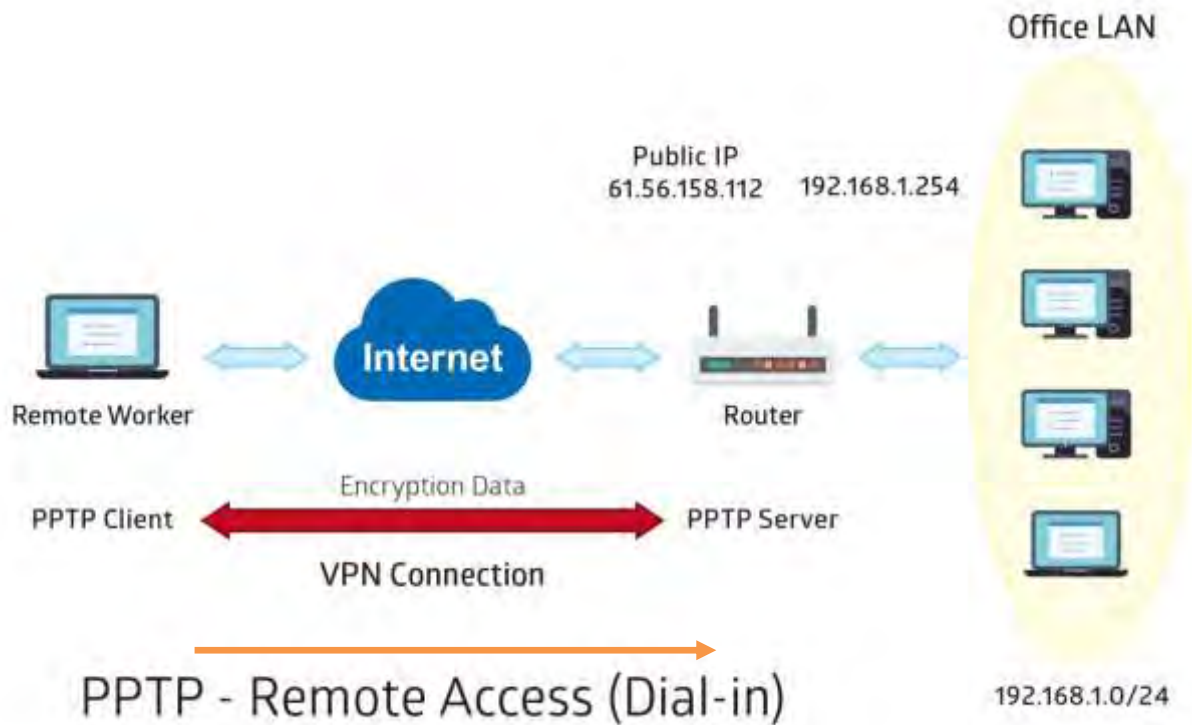 Office LAN
Public IP
61.56.158.112
192.168.1.254
Internet
Remote Worker
Router
Encryption Data
PPTP Client
PPTP Server
VPN Connection
PPTP - Remote Access (Dial-in)
192.168.1.0/24